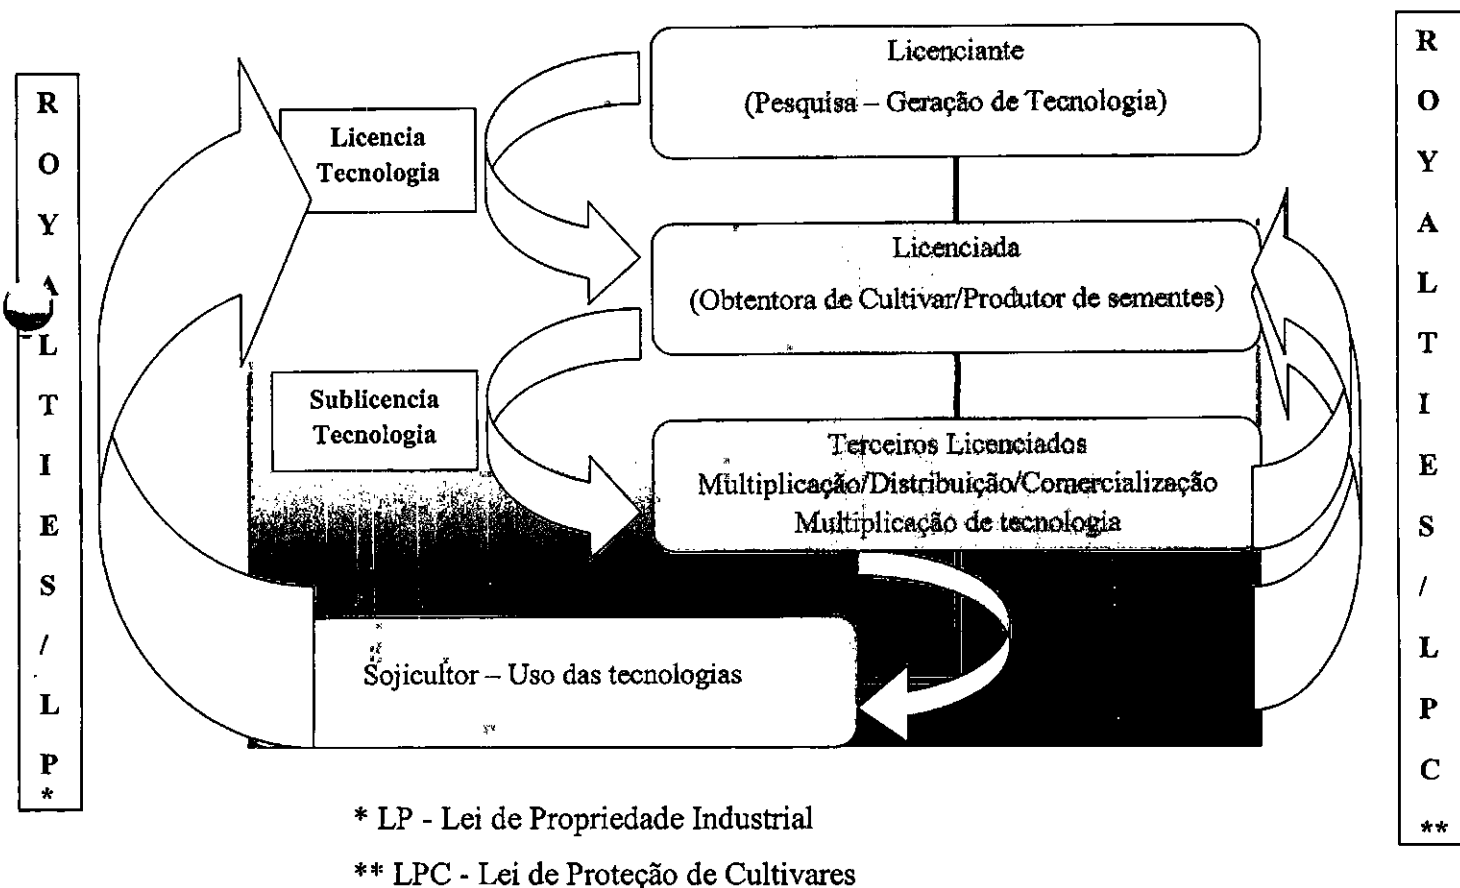 Licenciante
(Pesquisa – Geração de Tecnologia)
Licencia
Tecnologia
Licenciada
(Obtentora de Cultivar/Produtor de sementes)
Sublicencia
Tecnologia
Terceiros Licenciados
Multiplicação/Distribuição/Comercialização
Multiplicação de tecnologia
Sojicultor – Uso das tecnologias
R
O
Y
A
L
T
I
E
S
/
L
P
*
R
O
Y
A
L
T
I
E
S
/
L
P
C
**
* LP - Lei de Propriedade Industrial
** LPC - Lei de Proteção de Cultivares